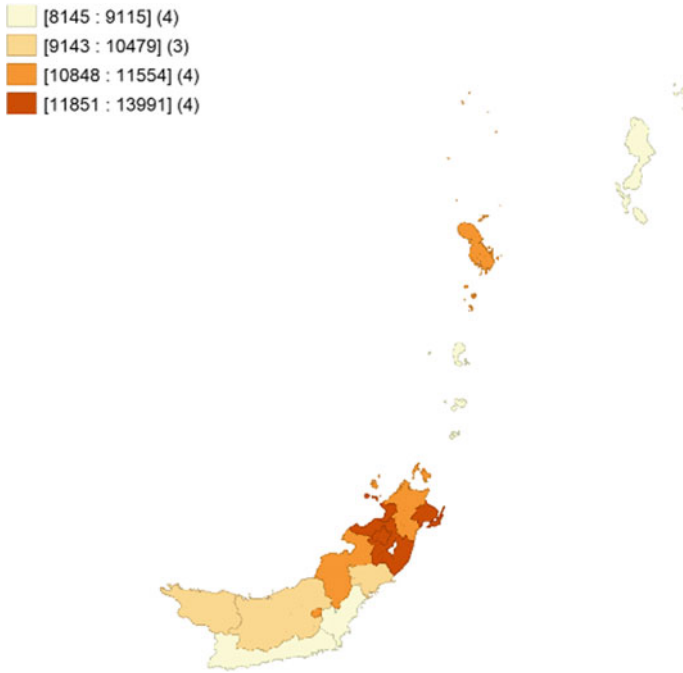 [8145 : 9115] (4)
[9143 : 10479] (3)
[10848 : 11554] (4)
[11851 : 13991] (4)